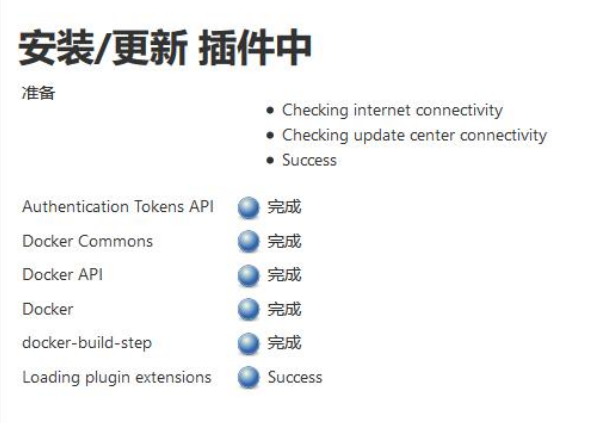 安装/更新 插件中
准备
Checking internet connectivity
Checking update center connectivity
Success
Authentication Tokens API 完成
Docker Commons 完成
Docker API 完成
Docker 完成
docker-build-step 完成
Loading plugin extensions Success